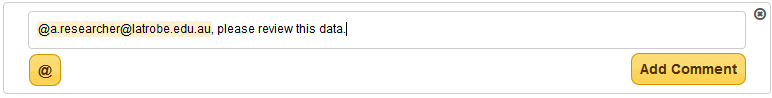 @a.researcher@latrobe.edu.au, please review this data.
@ Add Comment